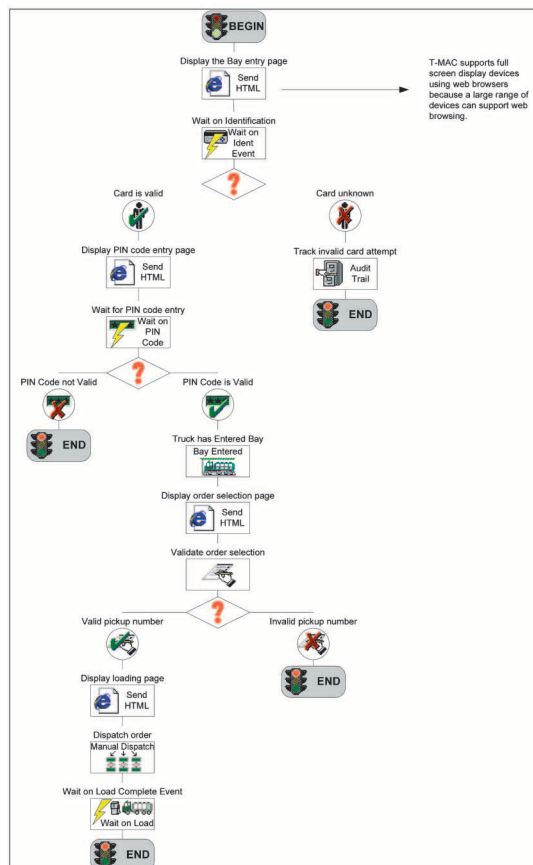 BEGIN
Display the Bay entry page
Send
HTML
T-MAC supports full
screen display devices
using web browsers
because a large range of
devices can support web
browsing.
Wait on Identification
Wait on
Ident
Event
?
Card is valid
Card unknown
Display PIN code entry page
Send
HTML
Track invalid card attempt
Audit
Trail
END
Wait for PIN code entry
Wait on
PIN
Code
?
PIN Code not Valid
PIN Code is Valid
END
Truck has Entered Bay
Bay Entered
Display order selection page
Send
HTML
Validate order selection
?
Valid pickup number
Invalid pickup number
END
Display loading page
Send
HTML
Dispatch order
Manual Dispatch
Wait on Load Complete Event
Wait on Load
END